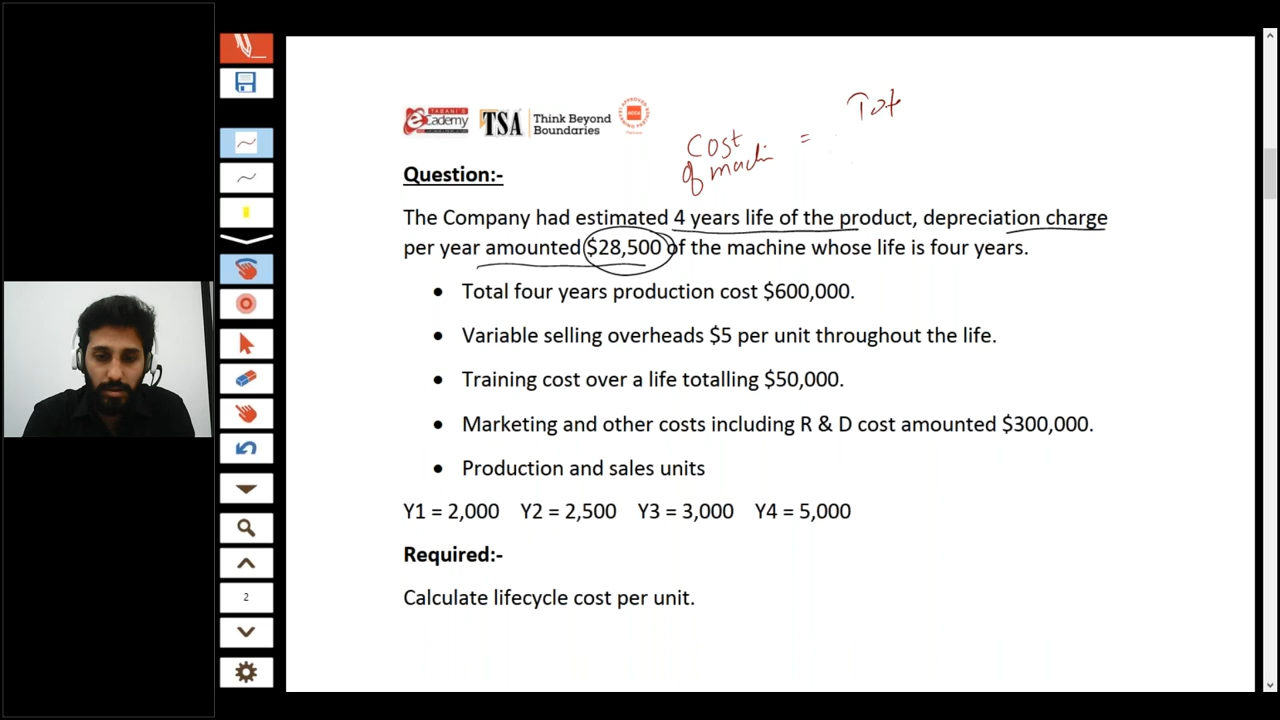 TABANI'S
eCademy
TSA
Think Beyond
Boundaries
ACCA
Tot
Cost
of machi
=
Question:-
The Company had estimated 4 years life of the product, depreciation charge
per year amounted $28,500 of the machine whose life is four years.
• Total four years production cost $600,000.
• Variable selling overheads $5 per unit throughout the life.
• Training cost over a life totalling $50,000.
• Marketing and other costs including R & D cost amounted $300,000.
• Production and sales units
Y1 = 2,000 Y2 = 2,500 Y3 = 3,000 Y4 = 5,000
Required:-
Calculate lifecycle cost per unit.
2